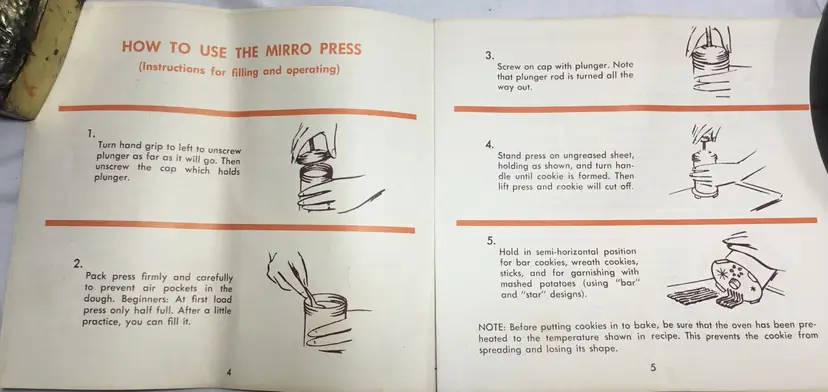 HOW TO USE THE MIRRO PRESS
(Instructions for filling and operating)
1.
Turn hand grip to left to unscrew
plunger as far as it will go. Then
unscrew the cap which holds
plunger.
2.
Pack press firmly and carefully
to prevent air pockets in the
dough. Beginners: At first load
press only half full. After a little
practice, you can fill it.
4
3.
Screw on cap with plunger. Note
that plunger rod is turned all the
way out.
4.
Stand press on ungreased sheet,
holding as shown, and turn han-
dle until cookie is formed. Then
lift press and cookie will cut off.
5.
Hold in semi-horizontal position
for bar cookies, wreath cookies,
sticks, and for garnishing with
mashed potatoes (using "bar"
and "star" designs).
NOTE: Before putting cookies in to bake, be sure that the oven has been pre-
heated to the temperature shown in recipe. This prevents the cookie from
spreading and losing its shape.
5